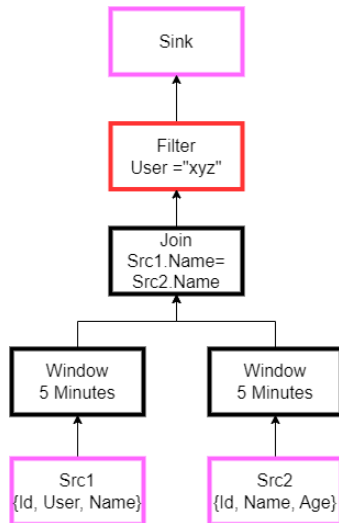 Sink
Filter
User ="xyz"
Join
Src1.Name=
Src2.Name
Window
5 Minutes
Window
5 Minutes
Src1
{Id, User, Name}
Src2
{Id, Name, Age}